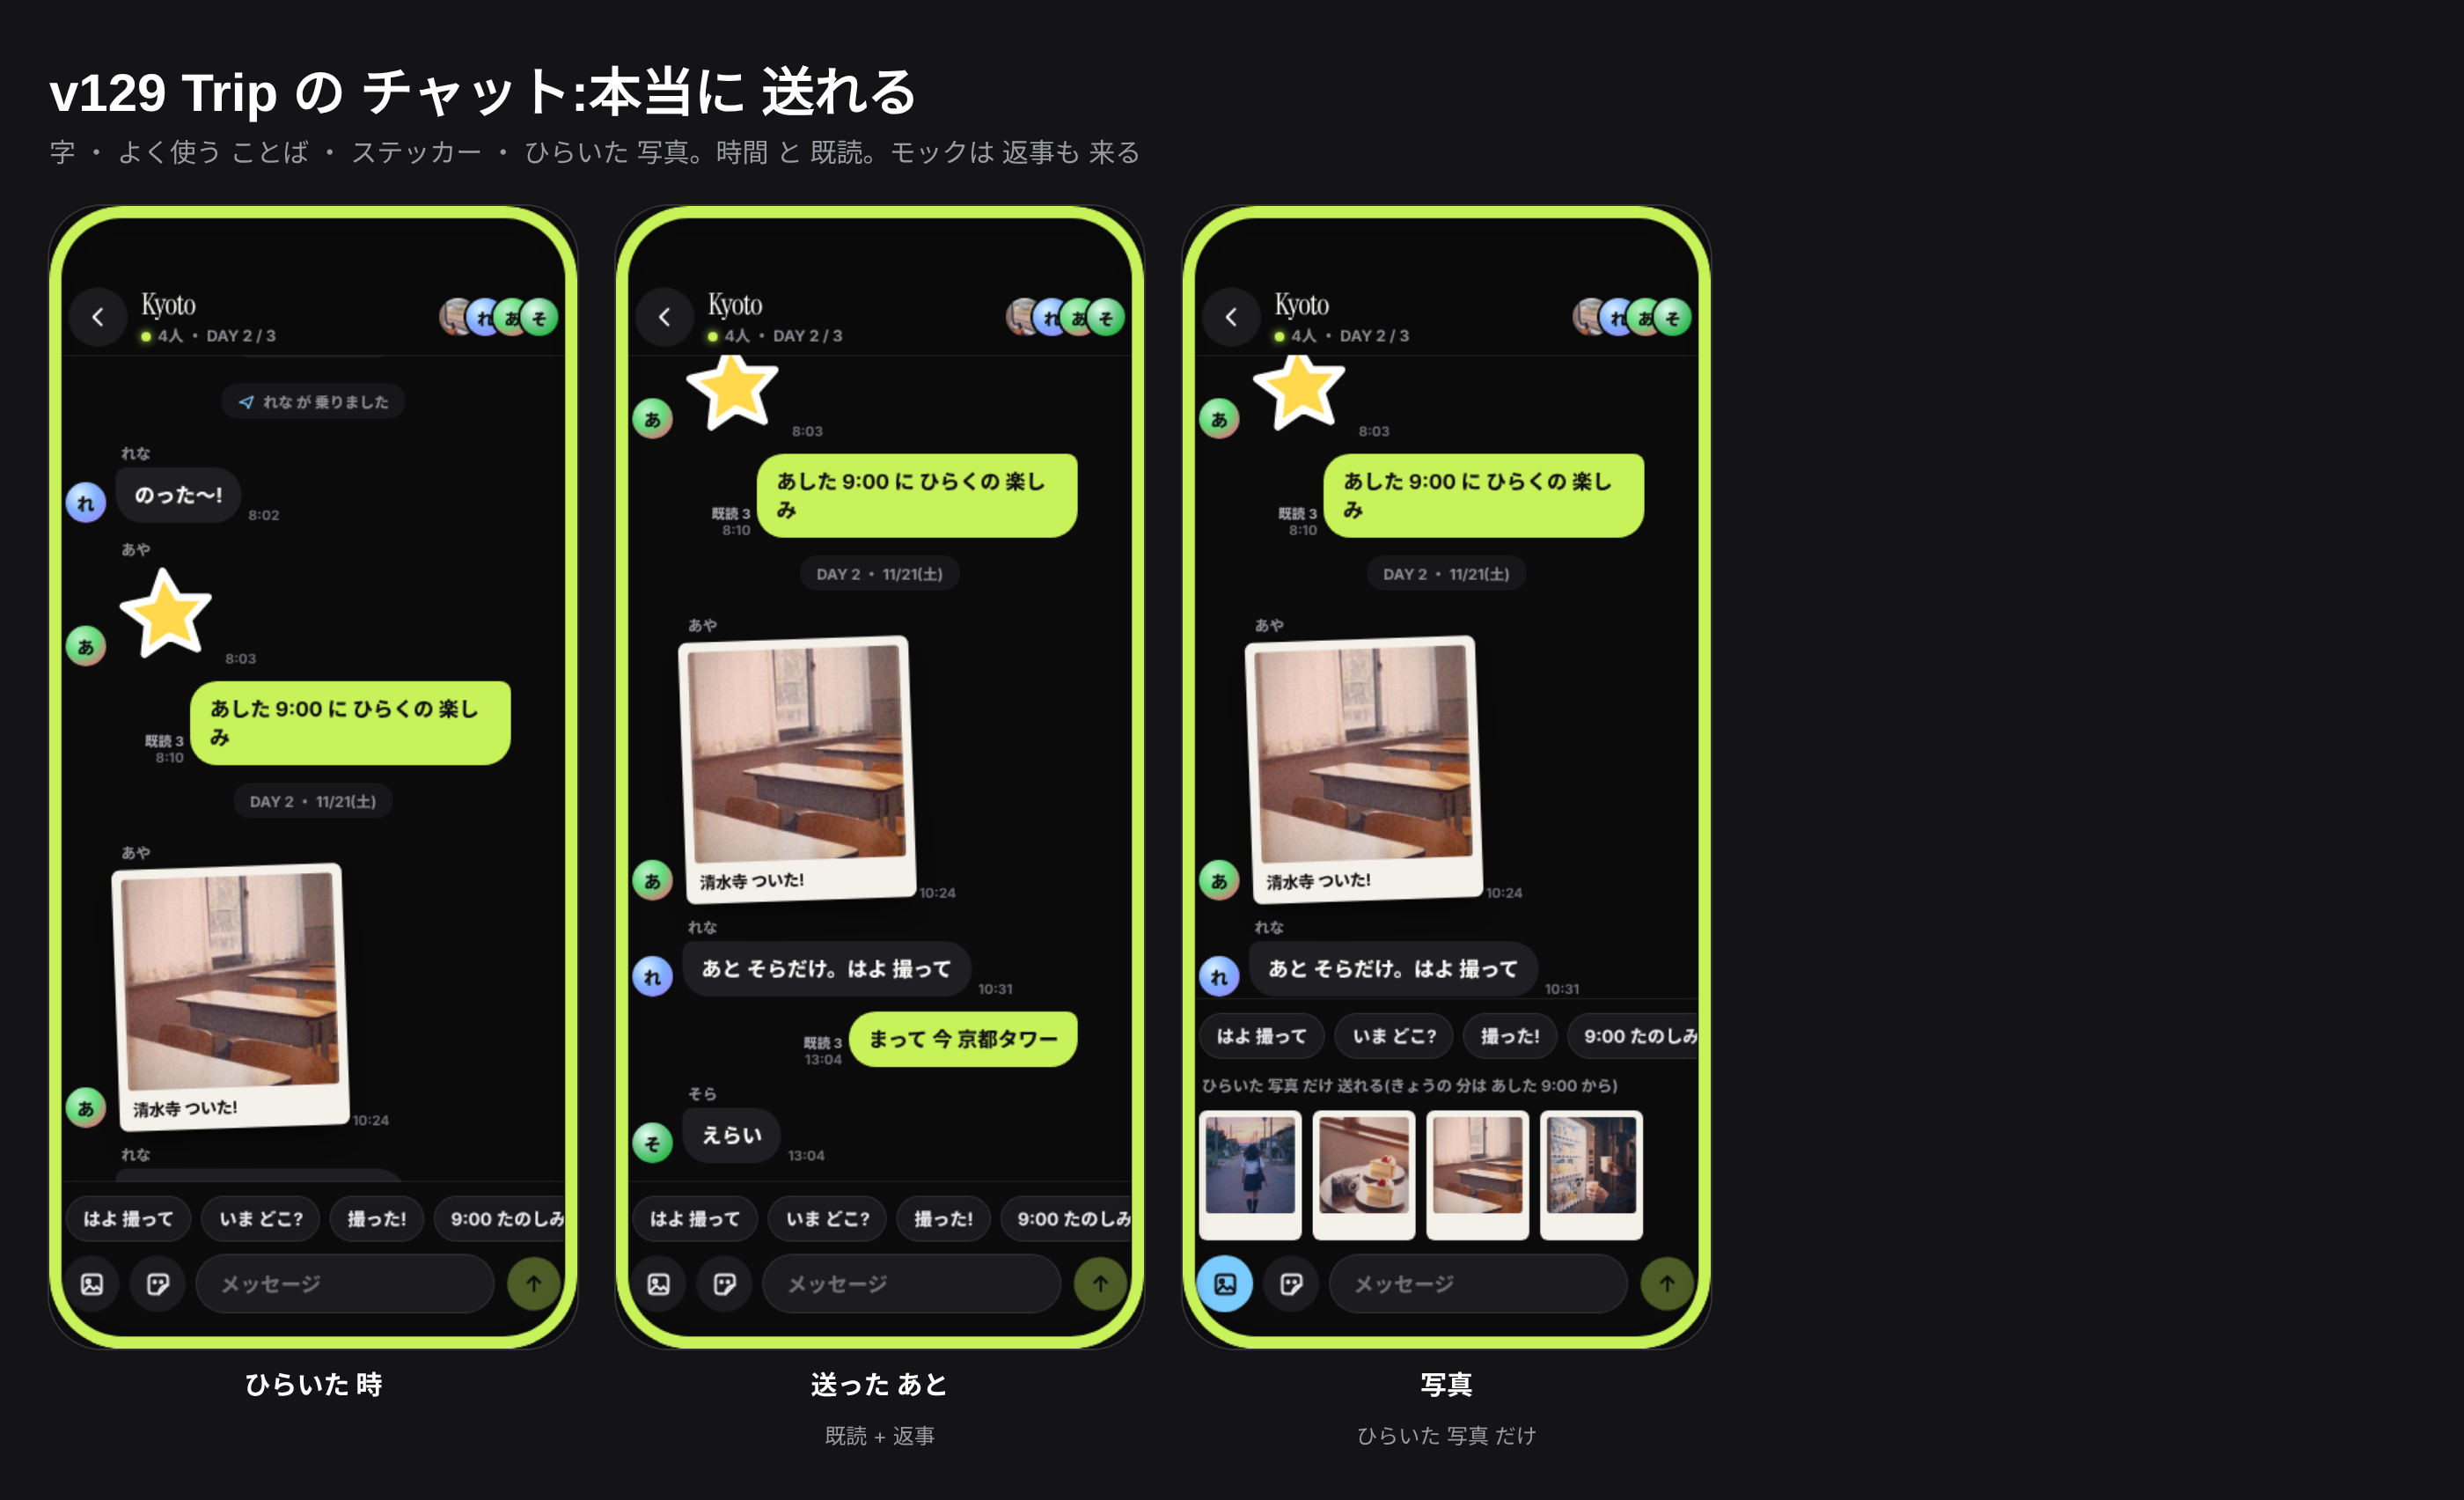 v129 Trip の チャット:本当に 送れる
字 ・ よく使う ことば ・ ステッカー ・ ひらいた 写真。時間 と 既読。モックは 返事も 来る
Kyoto
4人 ・ DAY 2 / 3
れ
あ
そ
れな が 乗りました
れな
れ
のった〜!
8:02
あや
あ
8:03
あした 9:00 に ひらくの 楽し
み
既読 3
8:10
DAY 2 ・ 11/21(土)
あや
清水寺 ついた!
あ
10:24
れな
はよ 撮って
いま どこ?
撮った!
9:00 たのしみ
メッセージ
ひらいた 時
Kyoto
4人 ・ DAY 2 / 3
れ
あ
そ
あ
8:03
あした 9:00 に ひらくの 楽し
み
既読 3
8:10
DAY 2 ・ 11/21(土)
あや
清水寺 ついた!
あ
10:24
れな
れ
あと そらだけ。はよ 撮って
10:31
まって 今 京都タワー
既読 3
13:04
そら
そ
えらい
13:04
はよ 撮って
いま どこ?
撮った!
9:00 たのしみ
メッセージ
送った あと
既読 + 返事
Kyoto
4人 ・ DAY 2 / 3
れ
あ
そ
あ
8:03
あした 9:00 に ひらくの 楽し
み
既読 3
8:10
DAY 2 ・ 11/21(土)
あや
清水寺 ついた!
あ
10:24
れな
れ
あと そらだけ。はよ 撮って
10:31
はよ 撮って
いま どこ?
撮った!
9:00 たのしみ
ひらいた 写真 だけ 送れる(きょうの 分は あした 9:00 から)
メッセージ
写真
ひらいた 写真 だけ